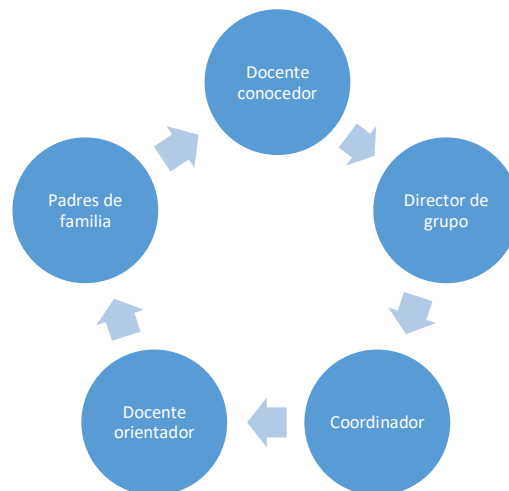 Docente
conocedor
Director de
grupo
Coordinador
Docente
orientador
Padres de
familia